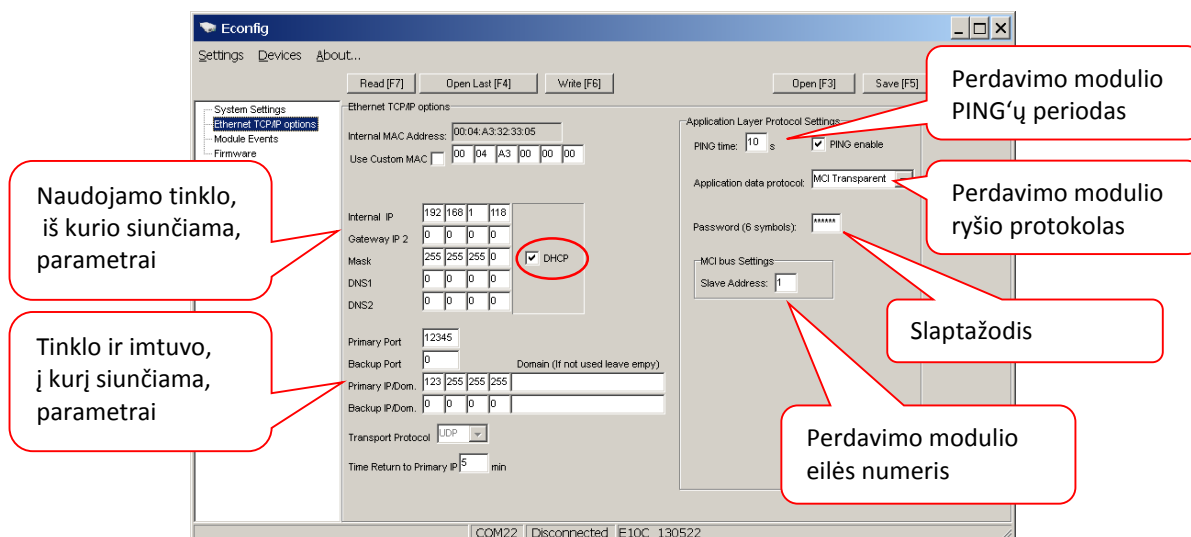 Econfig
Settings Devices About...
Read [F7] Open Last [F4] Write [F6] Open [F3] Save [F5]
System Settings
Ethernet TCP/IP options
Module Events
Firmware
Ethernet TCP/IP options
Internal MAC Address: 00:04:A3:32:33:05
Use Custom MAC 00 04 A3 00 00 00
Internal IP 192 168 1 118
Gateway IP 2 0 0 0 0
Mask 255 255 255 0
DHCP
DNS1 0 0 0 0
DNS2 0 0 0 0
Primary Port 12345
Backup Port 0
Domain (If not used leave empy)
Primary IP/Dom. 123 255 255 255
Backup IP/Dom. 0 0 0 0
Transport Protocol UDP
Time Return to Primary IP 5 min
Application Layer Protocol Settings
PING time: 10 s PING enable
Application data protocol: MCI Transparent
Password (6 symbols): ******
MCI bus Settings
Slave Address: 1
COM22 Disconnected E10C_130522
Naudojamo tinklo,
iš kurio siunčiama,
parametrai
Tinklo ir imtuvo,
į kurį siunčiama,
parametrai
Perdavimo modulio
PING‘ų periodas
Perdavimo modulio
ryšio protokolas
Slaptažodis
Perdavimo modulio
eilės numeris